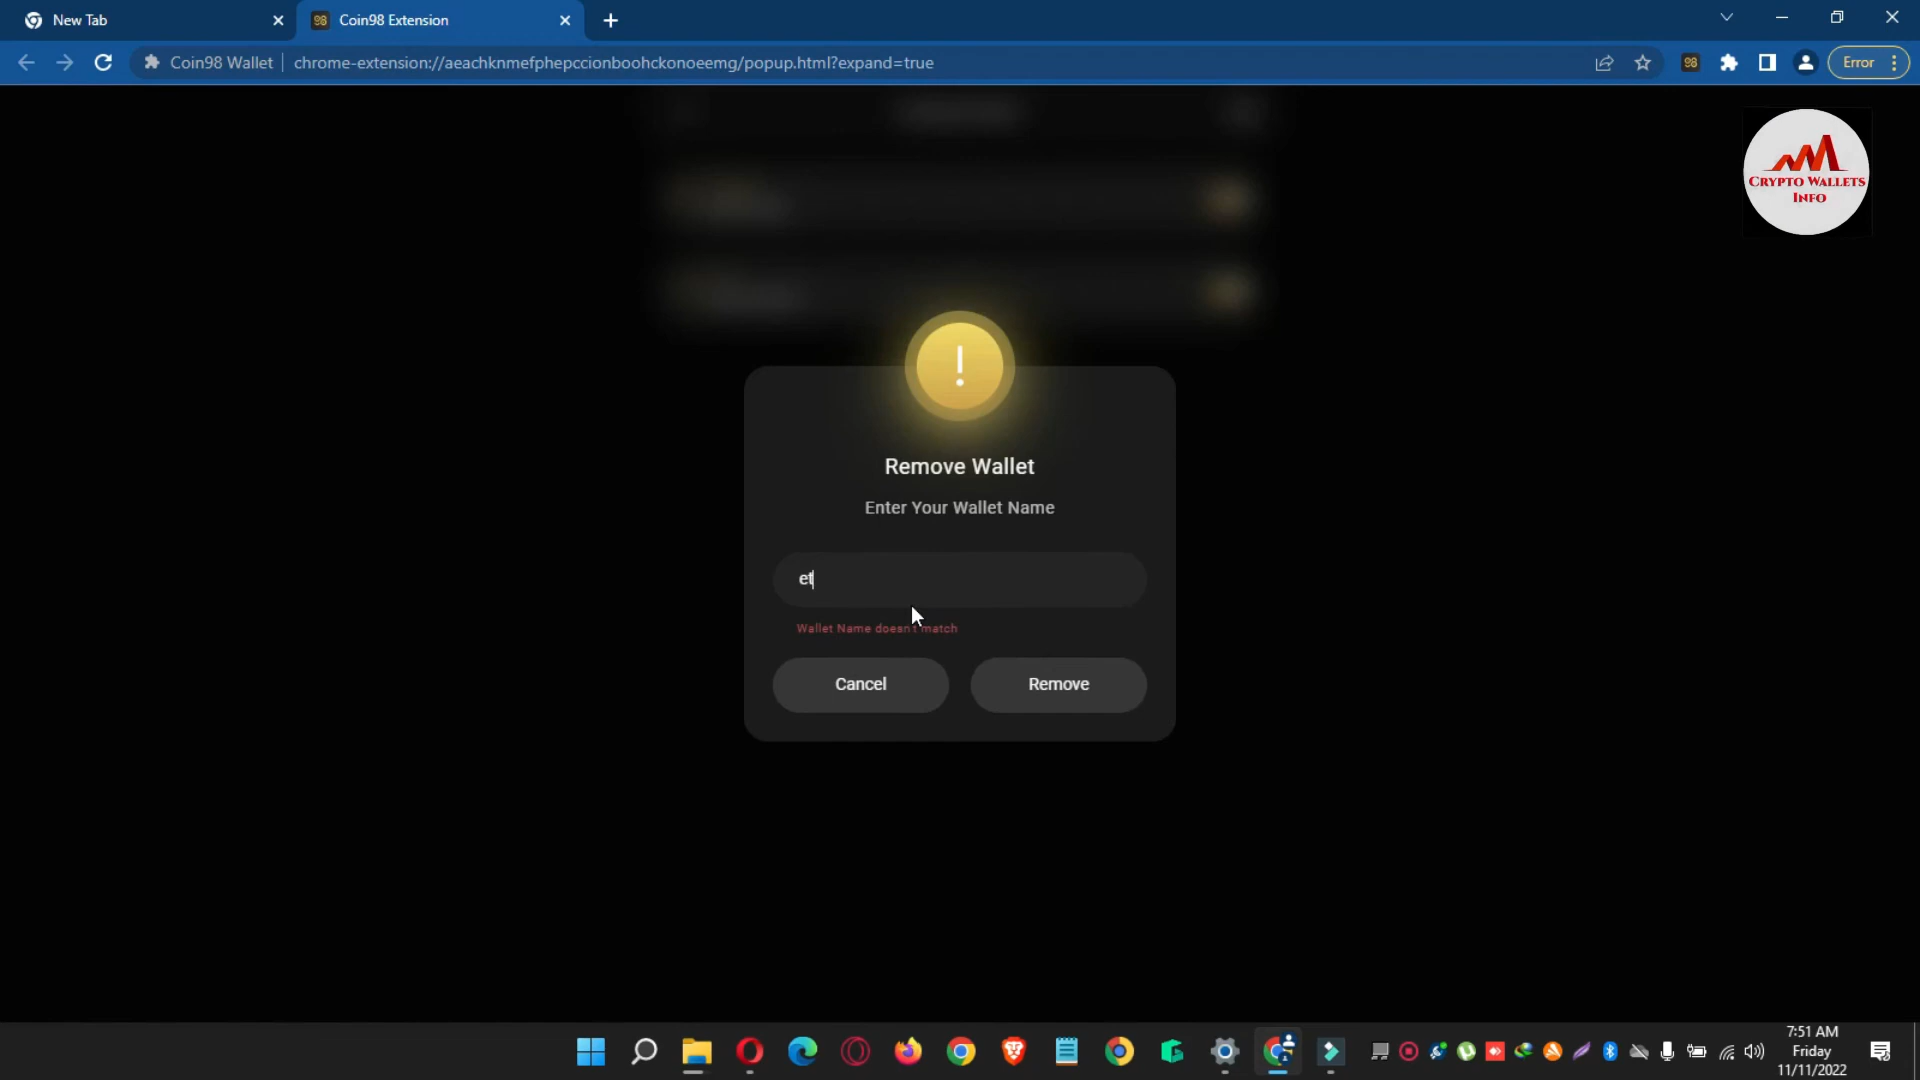 New Tab
Coin98 Extension
Coin98 Wallet
chrome-extension://aeachknmefphepccionboohckonoeemg/popup.html?expand=true
98
Error
CRYPTO WALLETS
INFO
!
Remove Wallet
Enter Your Wallet Name
et
Wallet Name doesn't match
Cancel
Remove
7:51 AM
Friday
11/11/2022